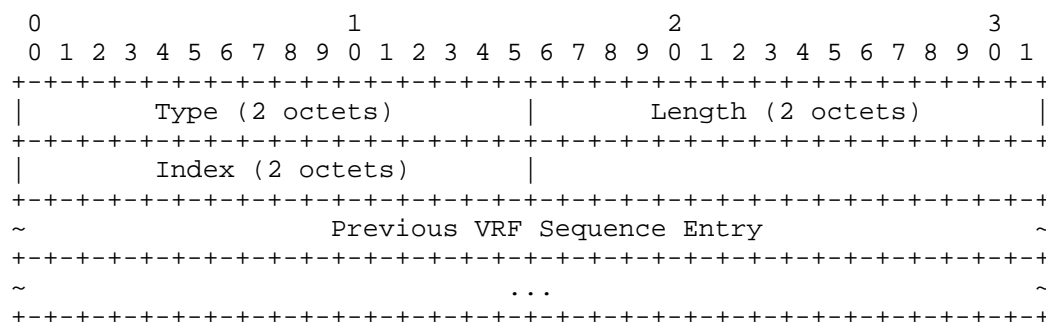 0                   1                   2                   3
 0 1 2 3 4 5 6 7 8 9 0 1 2 3 4 5 6 7 8 9 0 1 2 3 4 5 6 7 8 9 0 1
+-+-+-+-+-+-+-+-+-+-+-+-+-+-+-+-+-+-+-+-+-+-+-+-+-+-+-+-+-+-+-+-+
|        Type (2 octets)        |       Length (2 octets)       |
+-+-+-+-+-+-+-+-+-+-+-+-+-+-+-+-+-+-+-+-+-+-+-+-+-+-+-+-+-+-+-+-+
|        Index (2 octets)       |
+-+-+-+-+-+-+-+-+-+-+-+-+-+-+-+-+-+-+-+-+-+-+-+-+-+-+-+-+-+-+-+-+
~                   Previous VRF Sequence Entry                 ~
+-+-+-+-+-+-+-+-+-+-+-+-+-+-+-+-+-+-+-+-+-+-+-+-+-+-+-+-+-+-+-+-+
~                              ...                              ~
+-+-+-+-+-+-+-+-+-+-+-+-+-+-+-+-+-+-+-+-+-+-+-+-+-+-+-+-+-+-+-+-+